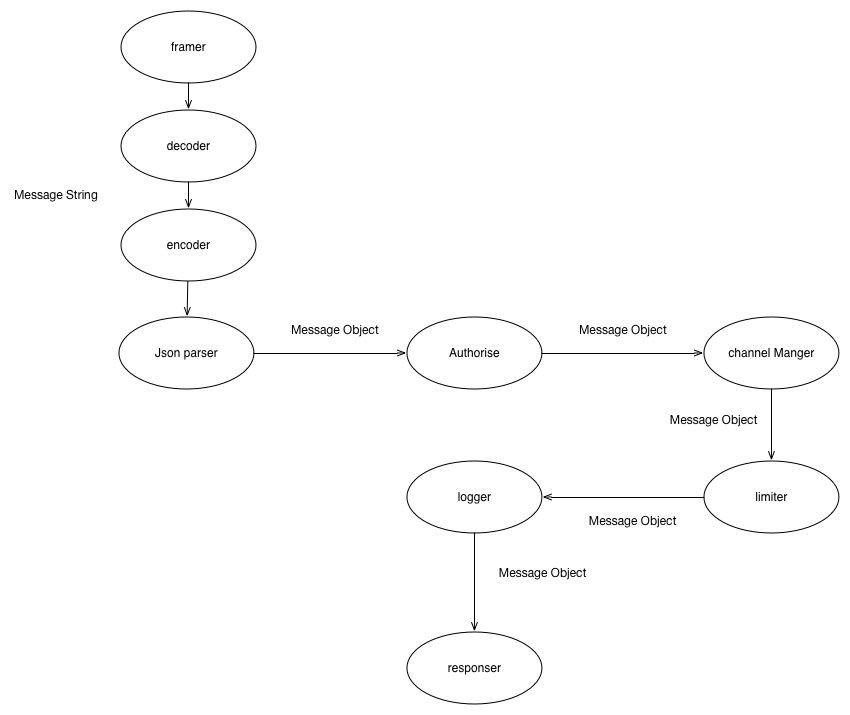 framer
decoder
Message String
encoder
Json parser
Message Object
Authorise
Message Object
channel Manger
Message Object
limiter
Message Object
logger
Message Object
responser